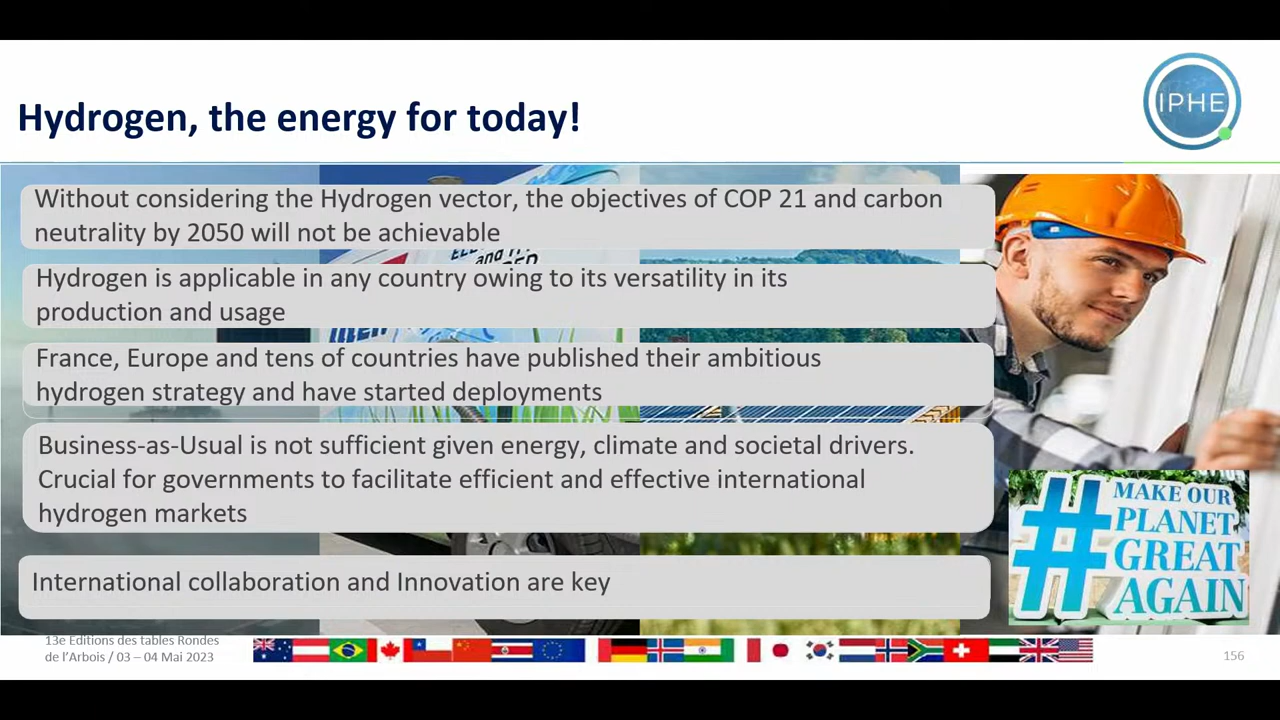 Hydrogen, the energy for today!
IPHE
Without considering the Hydrogen vector, the objectives of COP 21 and carbon
neutrality by 2050 will not be achievable
Hydrogen is applicable in any country owing to its versatility in its
production and usage
France, Europe and tens of countries have published their ambitious
hydrogen strategy and have started deployments
Business-as-Usual is not sufficient given energy, climate and societal drivers.
Crucial for governments to facilitate efficient and effective international
hydrogen markets
International collaboration and Innovation are key
# MAKE OUR
PLANET
GREAT
AGAIN
13e Editions des tables Rondes
de l'Arbois / 03 – 04 Mai 2023
156